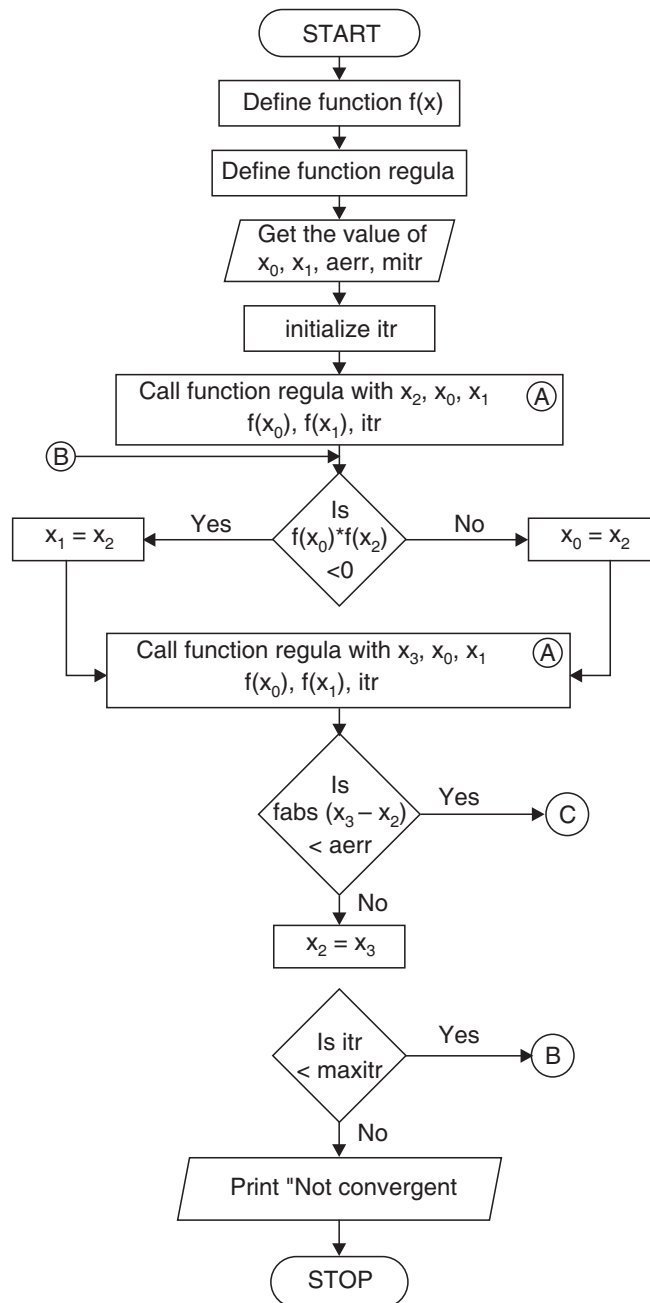 START
Define function f(x)
Define function regula
Get the value of
x₀, x₁, aerr, mitr
initialize itr
Call function regula with x₂, x₀, x₁
f(x₀), f(x₁), itr
A
B
Is
f(x₀)*f(x₂)
<0
Yes
No
x₁ = x₂
x₀ = x₂
Call function regula with x₃, x₀, x₁
f(x₀), f(x₁), itr
A
Is
fabs (x₃ – x₂)
< aerr
Yes
C
No
x₂ = x₃
Is itr
< maxitr
Yes
B
No
Print "Not convergent
STOP